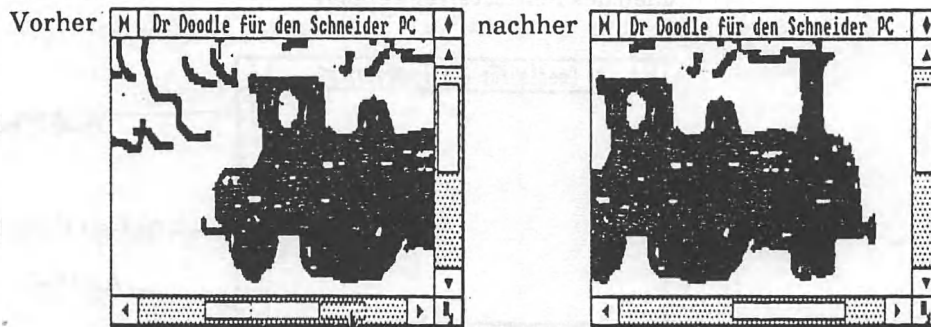 Vorher
Dr Doodle für den Schneider PC
nachher
Dr Doodle für den Schneider PC